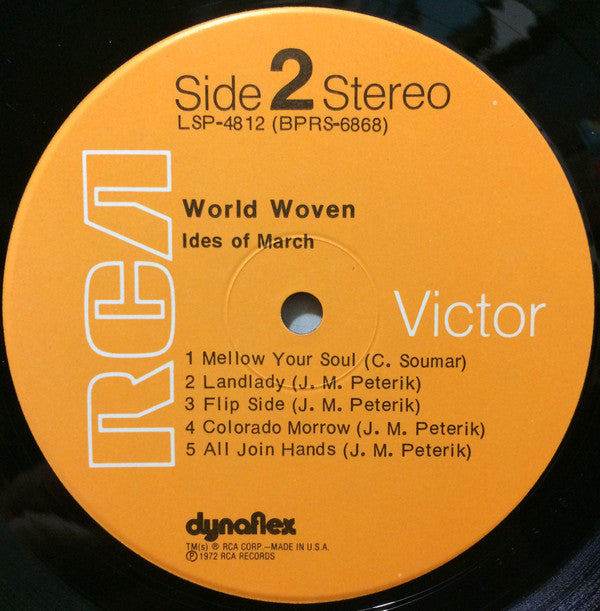 Side 2 Stereo
LSP-4812 (BPRS-6868)
RCA
World Woven
Ides of March
Victor
1 Mellow Your Soul (C. Soumar)
2 Landlady (J. M. Peterik)
3 Flip Side (J. M. Peterik)
4 Colorado Morrow (J. M. Peterik)
5 All Join Hands (J. M. Peterik)
dynaflex
TM(s) ® RCA CORP.—MADE IN U.S.A.
Ⓟ 1972 RCA RECORDS